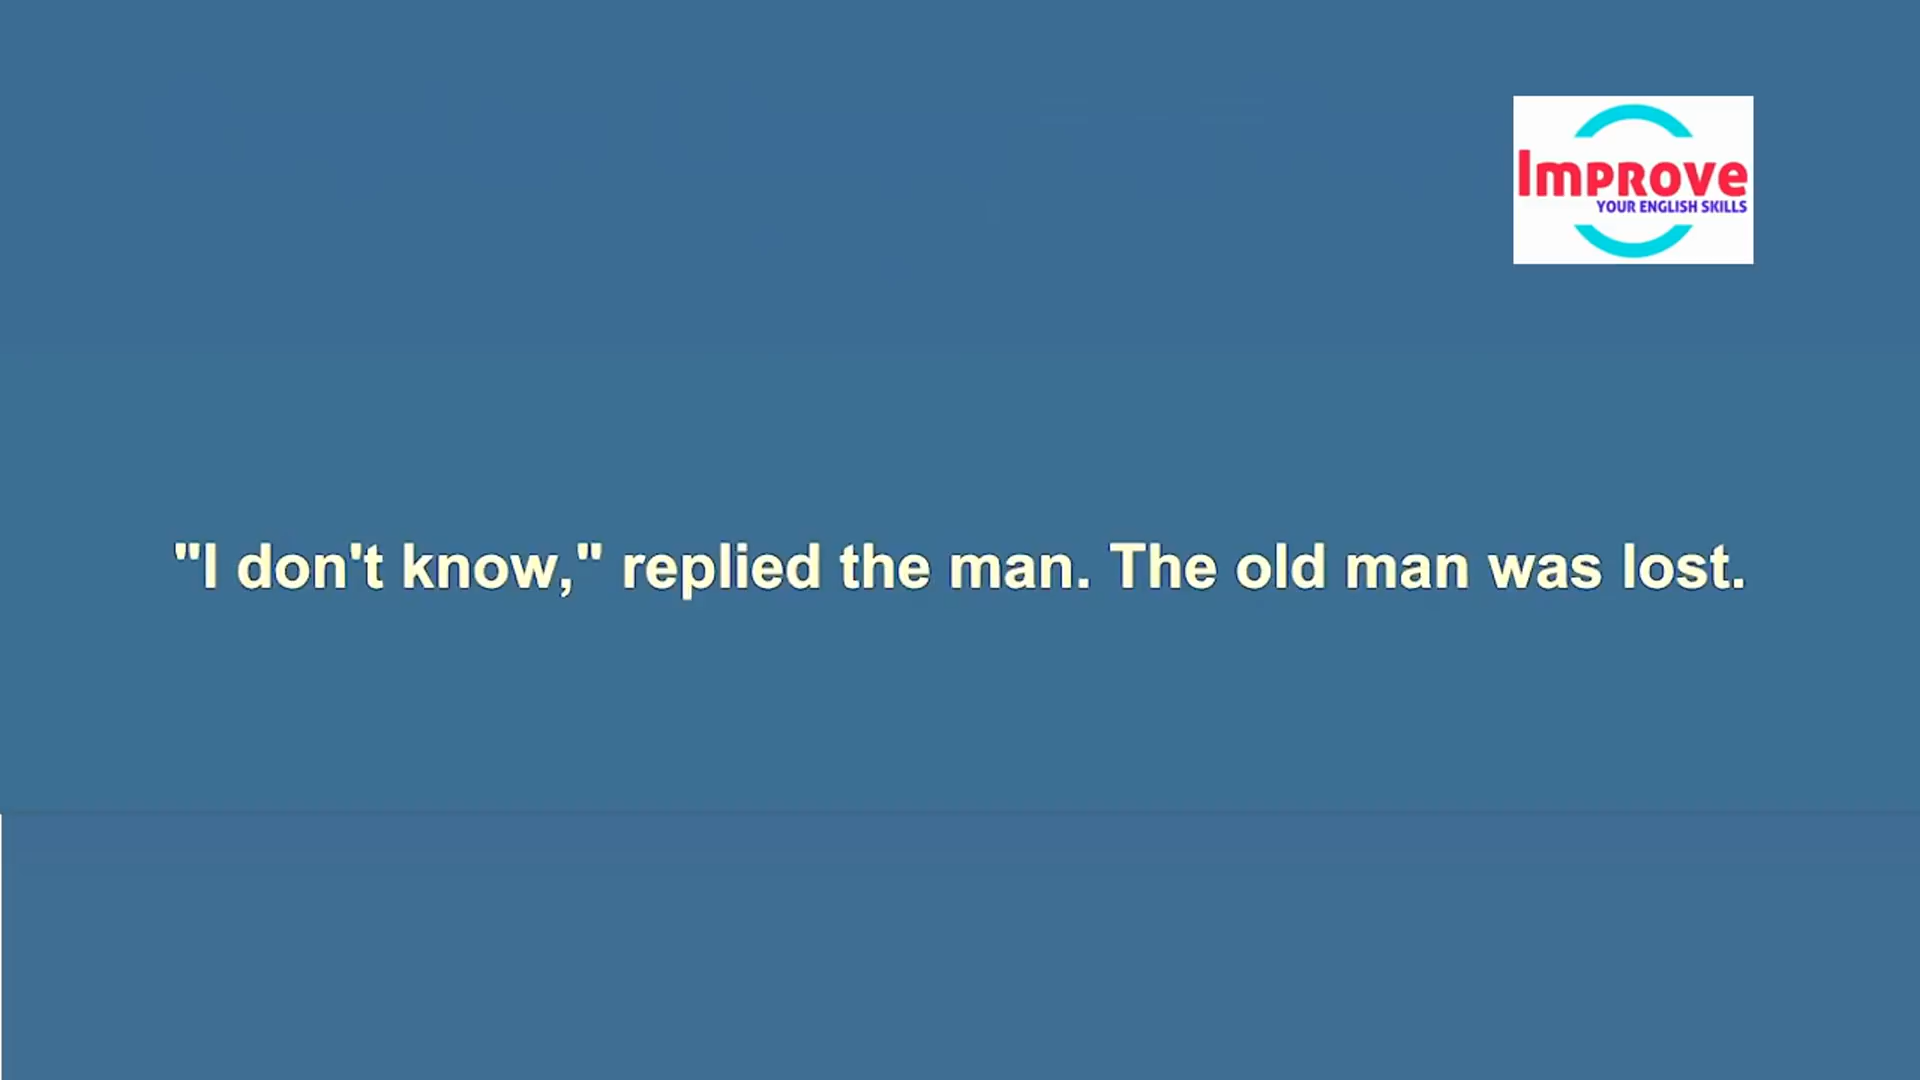 Improve
YOUR ENGLISH SKILLS
"I don't know," replied the man. The old man was lost.